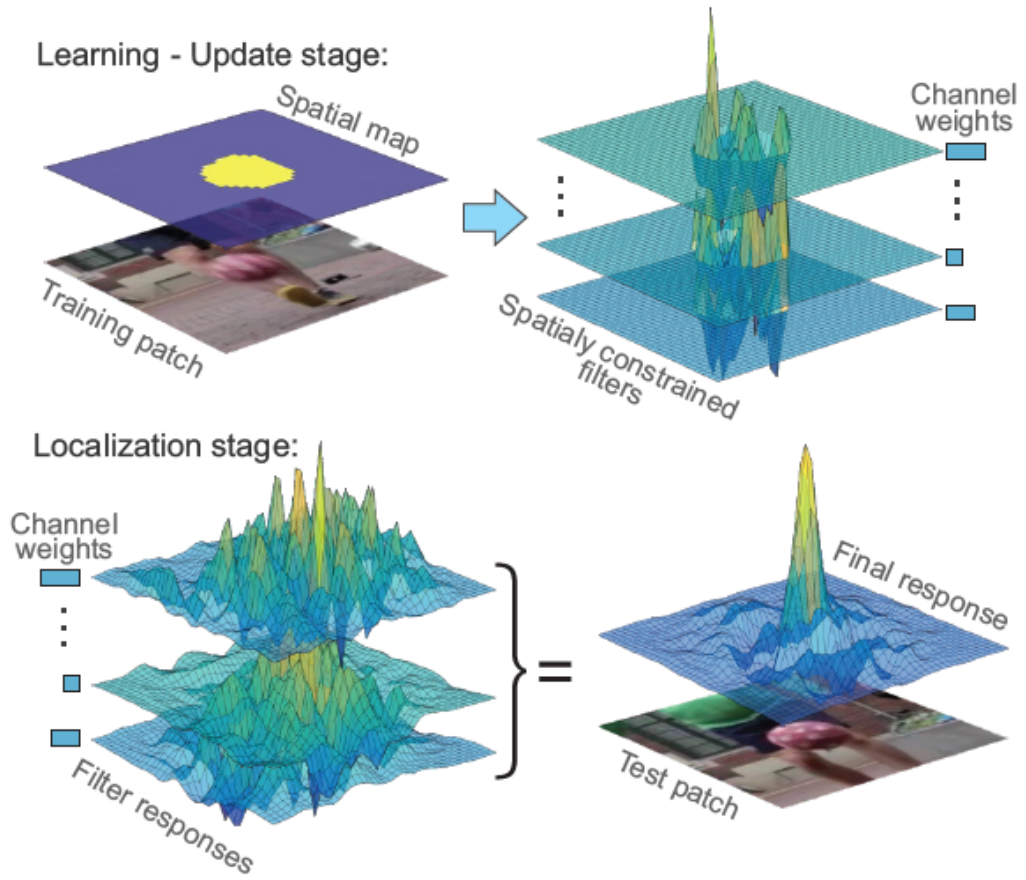 Learning - Update stage:
Spatial map
Training patch
Channel
weights
Spatialy constrained
filters
Localization stage:
Channel
weights
Filter responses
=
Final response
Test patch